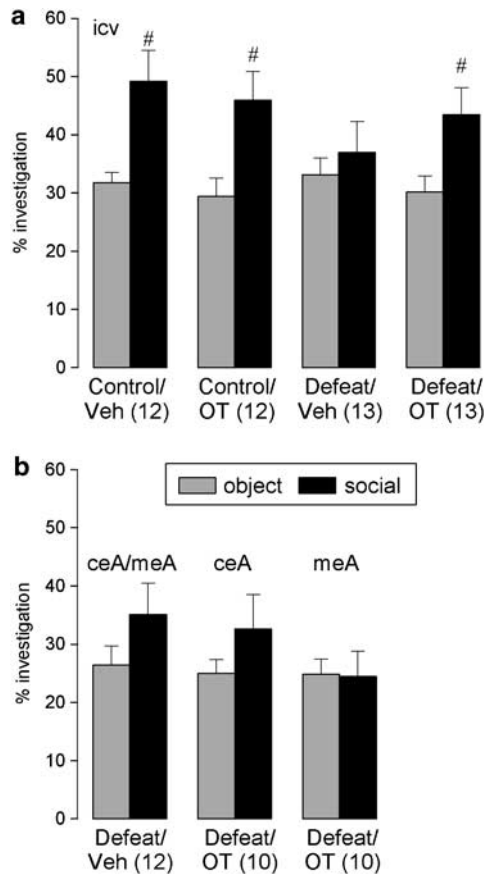 a
icv
# # #
% investigation
60
50
40
30
20
10
0
Control/ Control/ Defeat/ Defeat/
Veh (12) OT (12) Veh (13) OT (13)
b
object social
ceA/meA ceA meA
% investigation
60
50
40
30
20
10
0
Defeat/ Defeat/ Defeat/
Veh (12) OT (10) OT (10)